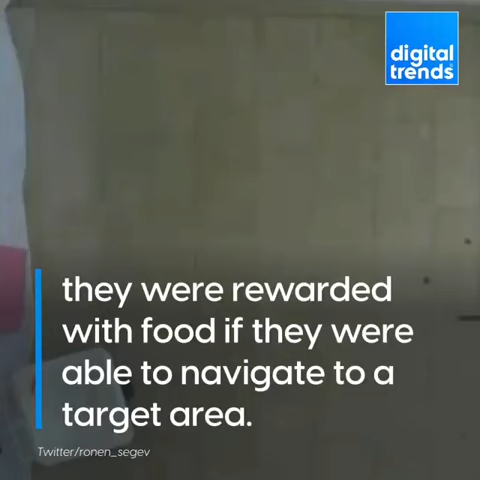 digital
trends
they were rewarded
with food if they were
able to navigate to a
target area.
Twitter/ronen_segev